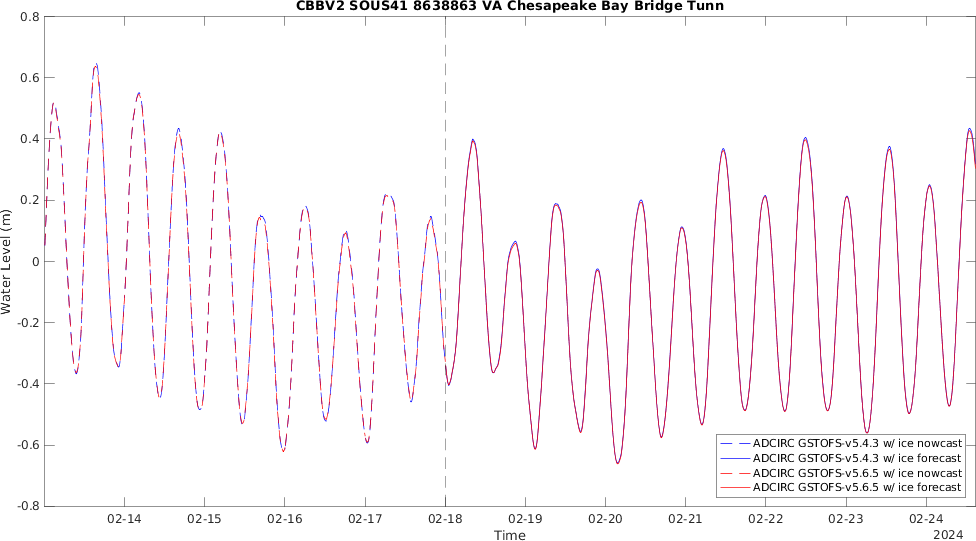 CBBV2 SOUS41 8638863 VA Chesapeake Bay Bridge Tunn
0.8
0.6
0.4
0.2
0
-0.2
-0.4
-0.6
-0.8
Water Level (m)
ADCIRC GSTOFS-v5.4.3 w/ ice nowcast
ADCIRC GSTOFS-v5.4.3 w/ ice forecast
ADCIRC GSTOFS-v5.6.5 w/ ice nowcast
ADCIRC GSTOFS-v5.6.5 w/ ice forecast
02-14 02-15 02-16 02-17 02-18 02-19 02-20 02-21 02-22 02-23 02-24
Time
2024